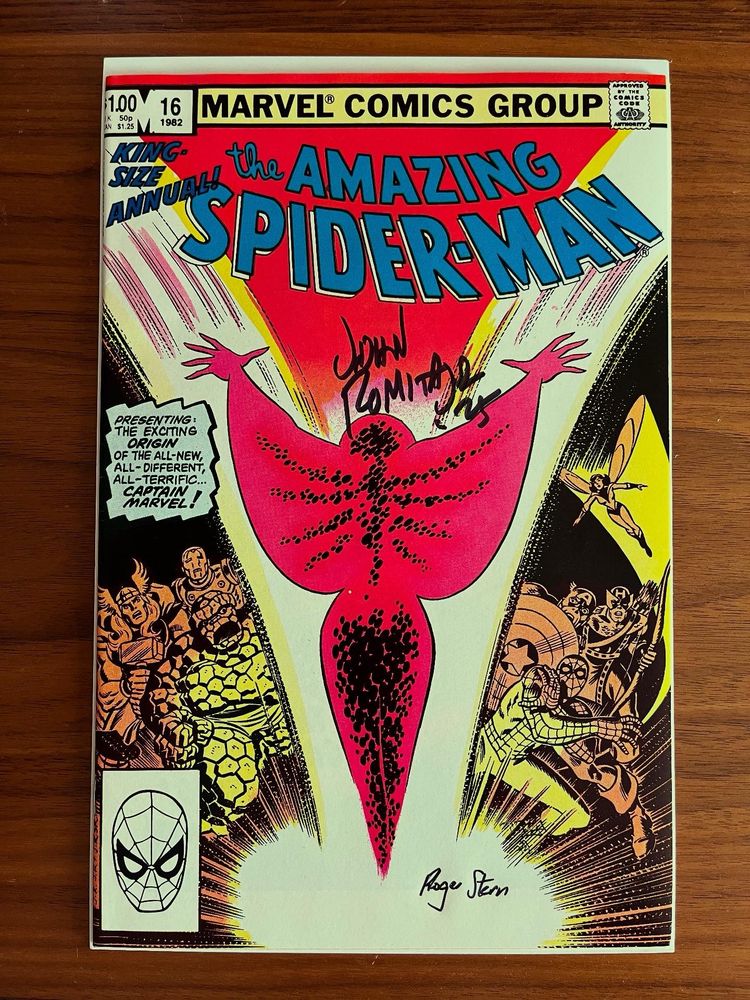 $1.00
UK 50p
CAN $1.25
M
16
1982
MARVEL® COMICS GROUP
APPROVED
BY THE
COMICS
CODE
AUTHORITY
KING-
SIZE
ANNUAL!
the AMAZING
SPIDER-MAN
JOHN
ROMITA JR
PRESENTING:
THE EXCITING
ORIGIN
OF THE ALL-NEW,
ALL-DIFFERENT,
ALL-TERRIFIC...
CAPTAIN
MARVEL!
Roger Stern